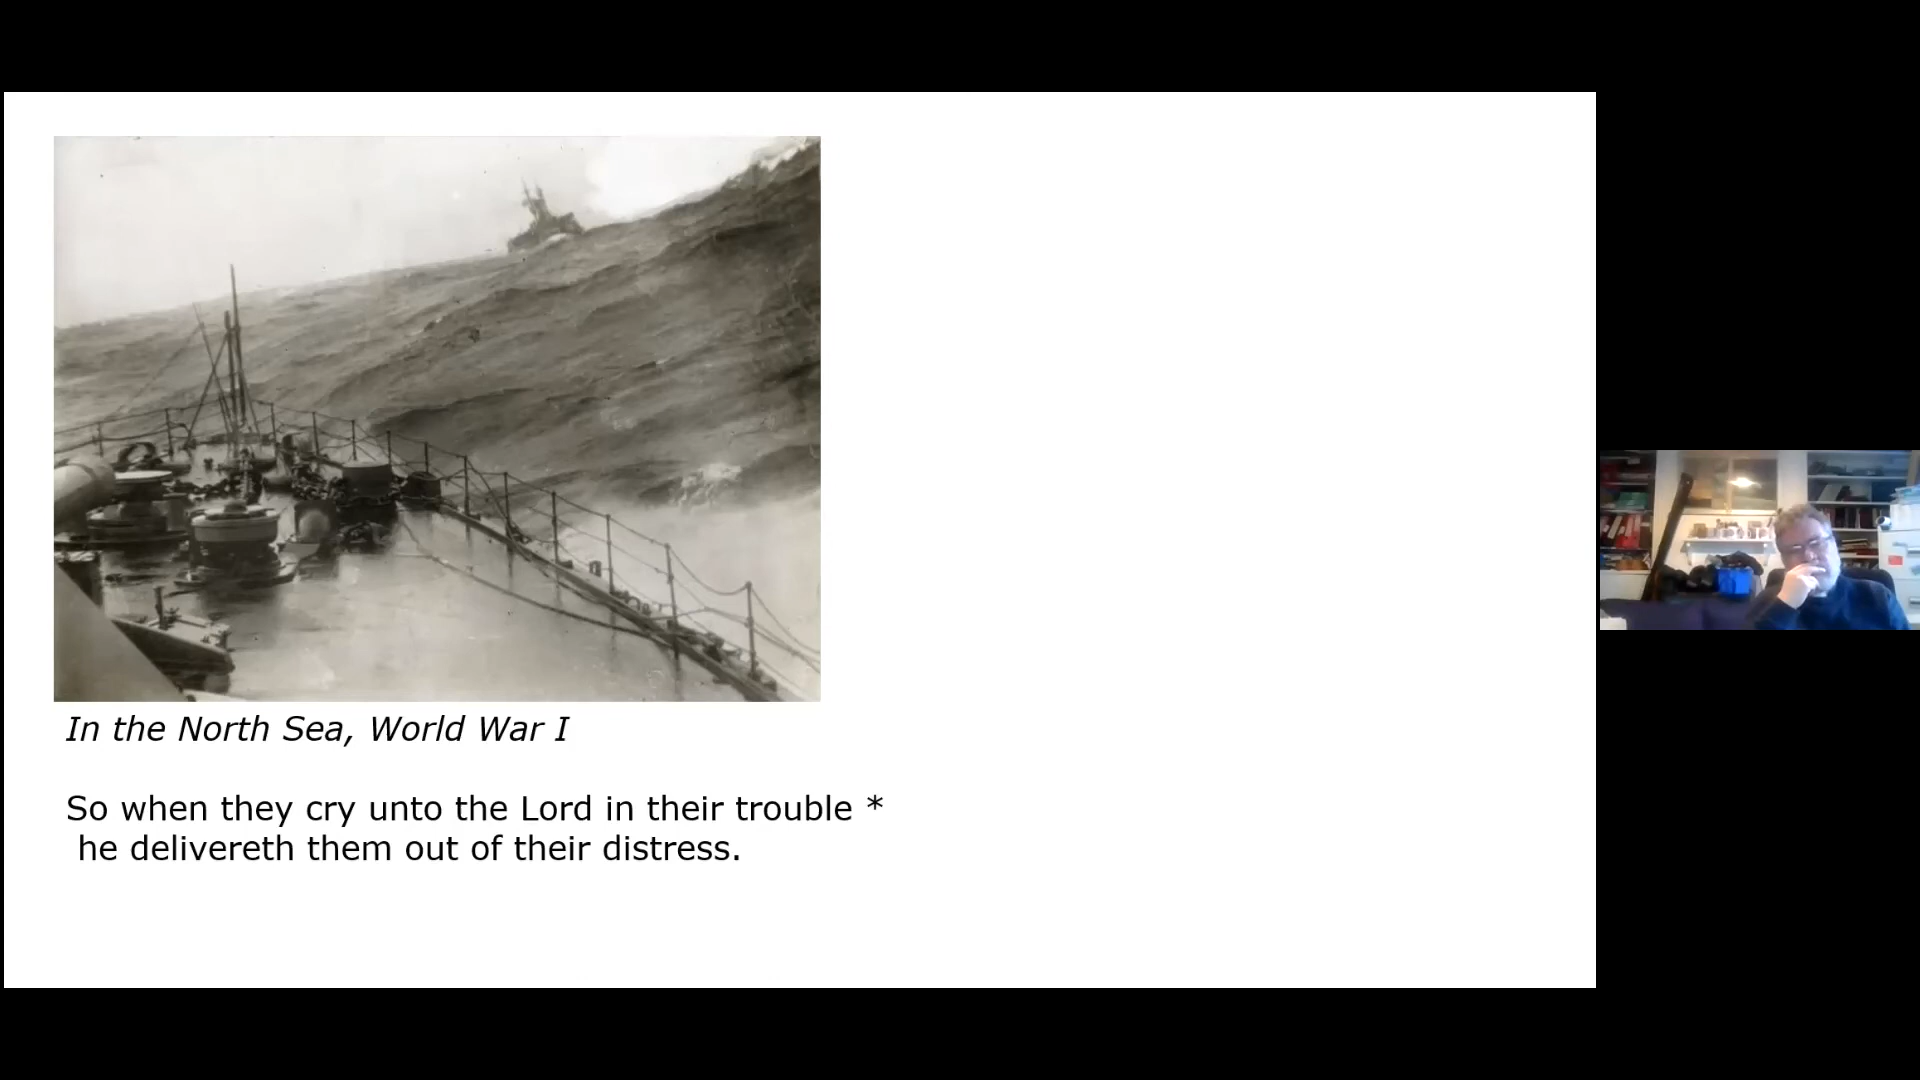 In the North Sea, World War I
So when they cry unto the Lord in their trouble *
he delivereth them out of their distress.